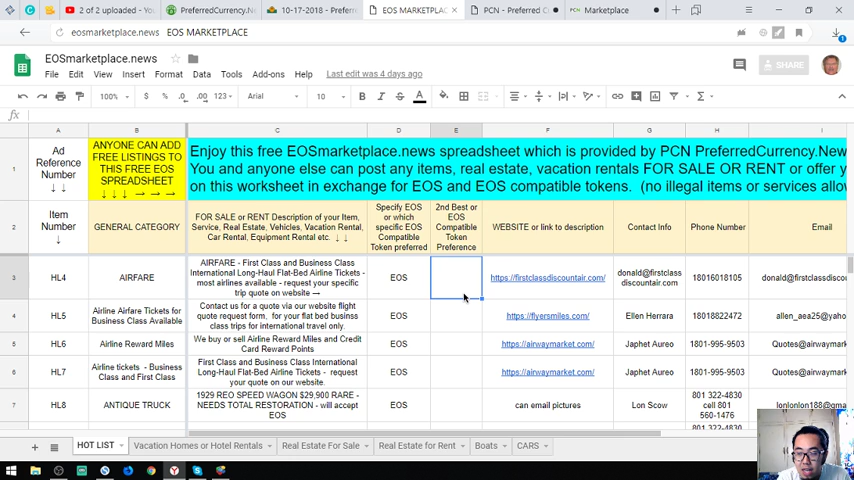 2 of 2 uploaded - Yo
PreferredCurrency.Ne
10-17-2018 - Preferr
EOS MARKETPLAC
PCN - Preferred C
Marketplace
eosmarketplace.news EOS MARKETPLACE
EOSmarketplace.news
File Edit View Insert Format Data Tools Add-ons Help Last edit was 4 days ago
SHARE
100% $ % .0 .00 123 Arial 10 B I S A
fx
A B C D E F G H I
1
Ad
Reference
Number
↓ ↓
ANYONE CAN ADD
FREE LISTINGS TO
THIS FREE EOS
SPREADSHEET
↓ ↓ ↓ → → →
Enjoy this free EOSmarketplace.news spreadsheet which is provided by PCN PreferredCurrency.New
You and anyone else can post any items, real estate, vacation rentals FOR SALE OR RENT or offer y
on this worksheet in exchange for EOS and EOS compatible tokens. (no illegal items or services allow
2
Item
Number
↓
GENERAL CATEGORY
FOR SALE or RENT Description of your Item,
Service, Real Estate, Vehicles, Vacation Rental,
Car Rental, Equipment Rental etc. ↓ ↓
Specify EOS
or which
specific EOS
Compatible
Token preferred
2nd Best or
EOS
Compatible
Token
Preference
WEBSITE or link to description
Contact Info
Phone Number
Email
3
HL4
AIRFARE
AIRFARE - First Class and Business Class
International Long-Haul Flat-Bed Airline Tickets -
most airlines available - request your specific
trip quote on website →
EOS
https://firstclassdiscountair.com/
donald@firstclass
discountair.com
18016018105
donald@firstclassdisco
4
HL5
Airline Airfare Tickets for
Business Class Available
Contact us for a quote via our website flight
quote request form, for your flat bed businss
class trips for international travel only.
EOS
https://flyersmiles.com/
Ellen Herrara
18018822472
allen_aea25@yaho
5
HL6
Airline Reward Miles
We buy or sell Airline Reward Miles and Credit
Card Reward Points
EOS
https://airwaymarket.com/
Japhet Aureo
1801-995-9503
Quotes@airwaymark
6
HL7
Airline tickets - Business
Class and First Class
First Class and Business Class International
Long-Haul Flat-Bed Airline Tickets - request
your quote on our website.
EOS
https://airwaymarket.com/
Japhet Aureo
1801-995-9503
Quotes@airwaymark
7
HL8
ANTIQUE TRUCK
1929 REO SPEED WAGON $29,900 RARE -
NEEDS TOTAL RESTORATION - will accept
EOS
EOS
can email pictures
Lon Scow
801 322-4830
cell 801
560-1476
lonlonlon188@gma
801 322-4830
HOT LIST Vacation Homes or Hotel Rentals Real Estate For Sale Real Estate for Rent Boats CARS